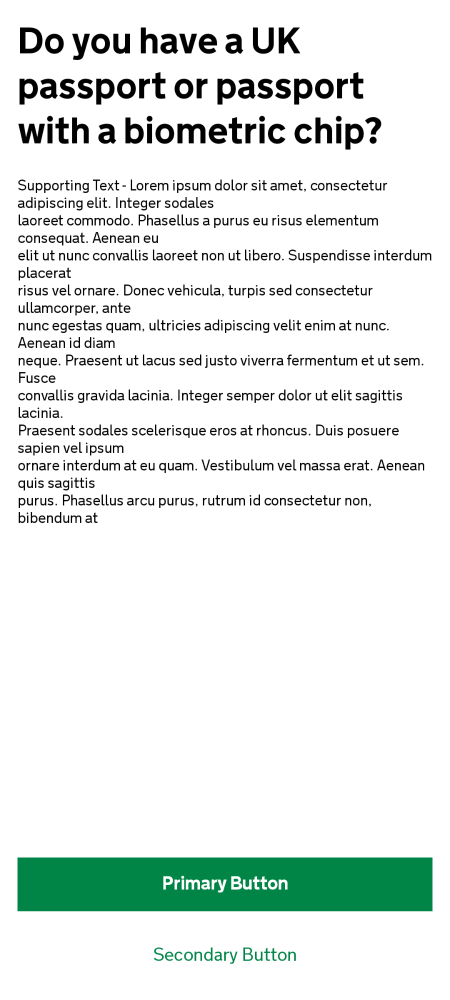 Do you have a UK
passport or passport
with a biometric chip?
Supporting Text - Lorem ipsum dolor sit amet, consectetur
adipiscing elit. Integer sodales
laoreet commodo. Phasellus a purus eu risus elementum
consequat. Aenean eu
elit ut nunc convallis laoreet non ut libero. Suspendisse interdum
placerat
risus vel ornare. Donec vehicula, turpis sed consectetur
ullamcorper, ante
nunc egestas quam, ultricies adipiscing velit enim at nunc.
Aenean id diam
neque. Praesent ut lacus sed justo viverra fermentum et ut sem.
Fusce
convallis gravida lacinia. Integer semper dolor ut elit sagittis
lacinia.
Praesent sodales scelerisque eros at rhoncus. Duis posuere
sapien vel ipsum
ornare interdum at eu quam. Vestibulum vel massa erat. Aenean
quis sagittis
purus. Phasellus arcu purus, rutrum id consectetur non,
bibendum at
Primary Button
Secondary Button